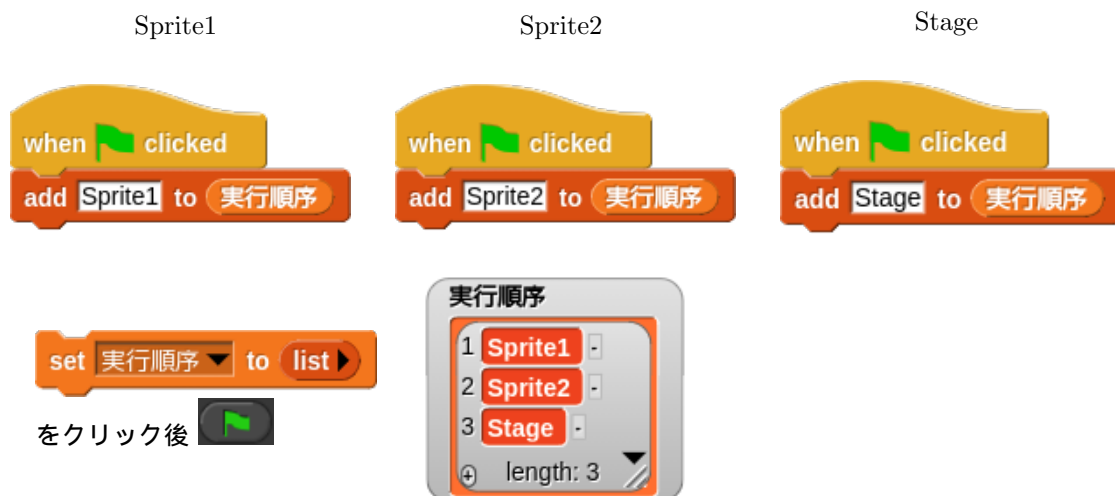 Sprite1
Sprite2
Stage
when clicked
add Sprite1 to 実行順序
when clicked
add Sprite2 to 実行順序
when clicked
add Stage to 実行順序
set 実行順序 to list
をクリック後
実行順序
1 Sprite1 -
2 Sprite2 -
3 Stage -
+ length: 3